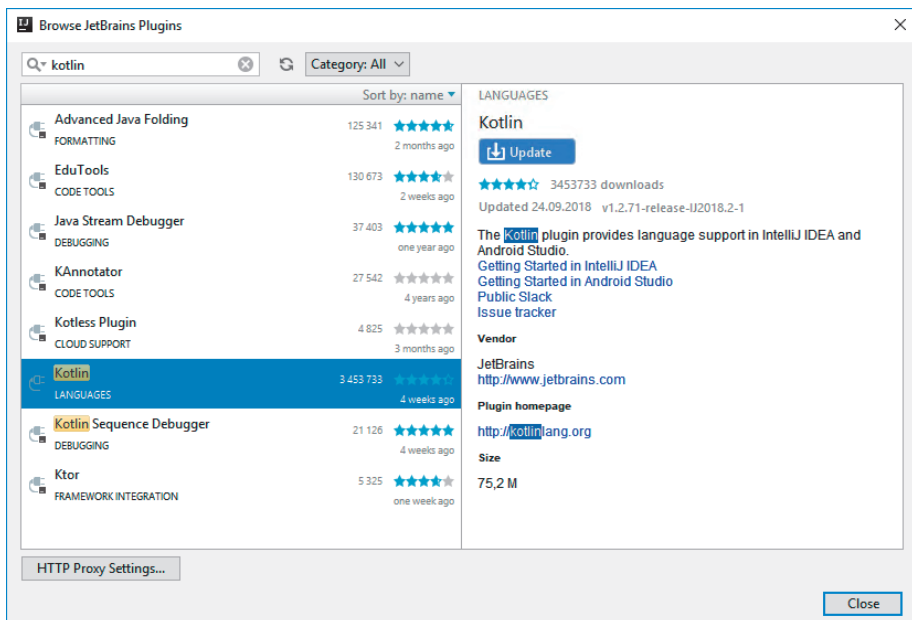 Browse JetBrains Plugins
kotlin
Category: All
Sort by: name
Advanced Java Folding
125 341
FORMATTING
2 months ago
EduTools
130 673
CODE TOOLS
2 weeks ago
Java Stream Debugger
37 403
DEBUGGING
one year ago
KAnnotator
27 542
CODE TOOLS
4 years ago
Kotless Plugin
4 825
CLOUD SUPPORT
3 months ago
Kotlin
3 453 733
LANGUAGES
4 weeks ago
Kotlin Sequence Debugger
21 126
DEBUGGING
4 weeks ago
Ktor
5 325
FRAMEWORK INTEGRATION
one week ago
LANGUAGES
Kotlin
Update
3453733 downloads
Updated 24.09.2018 v1.2.71-release-IJ2018.2-1
The Kotlin plugin provides language support in IntelliJ IDEA and
Android Studio.
Getting Started in IntelliJ IDEA
Getting Started in Android Studio
Public Slack
Issue tracker
Vendor
JetBrains
http://www.jetbrains.com
Plugin homepage
http://kotlinlang.org
Size
75,2 M
HTTP Proxy Settings...
Close